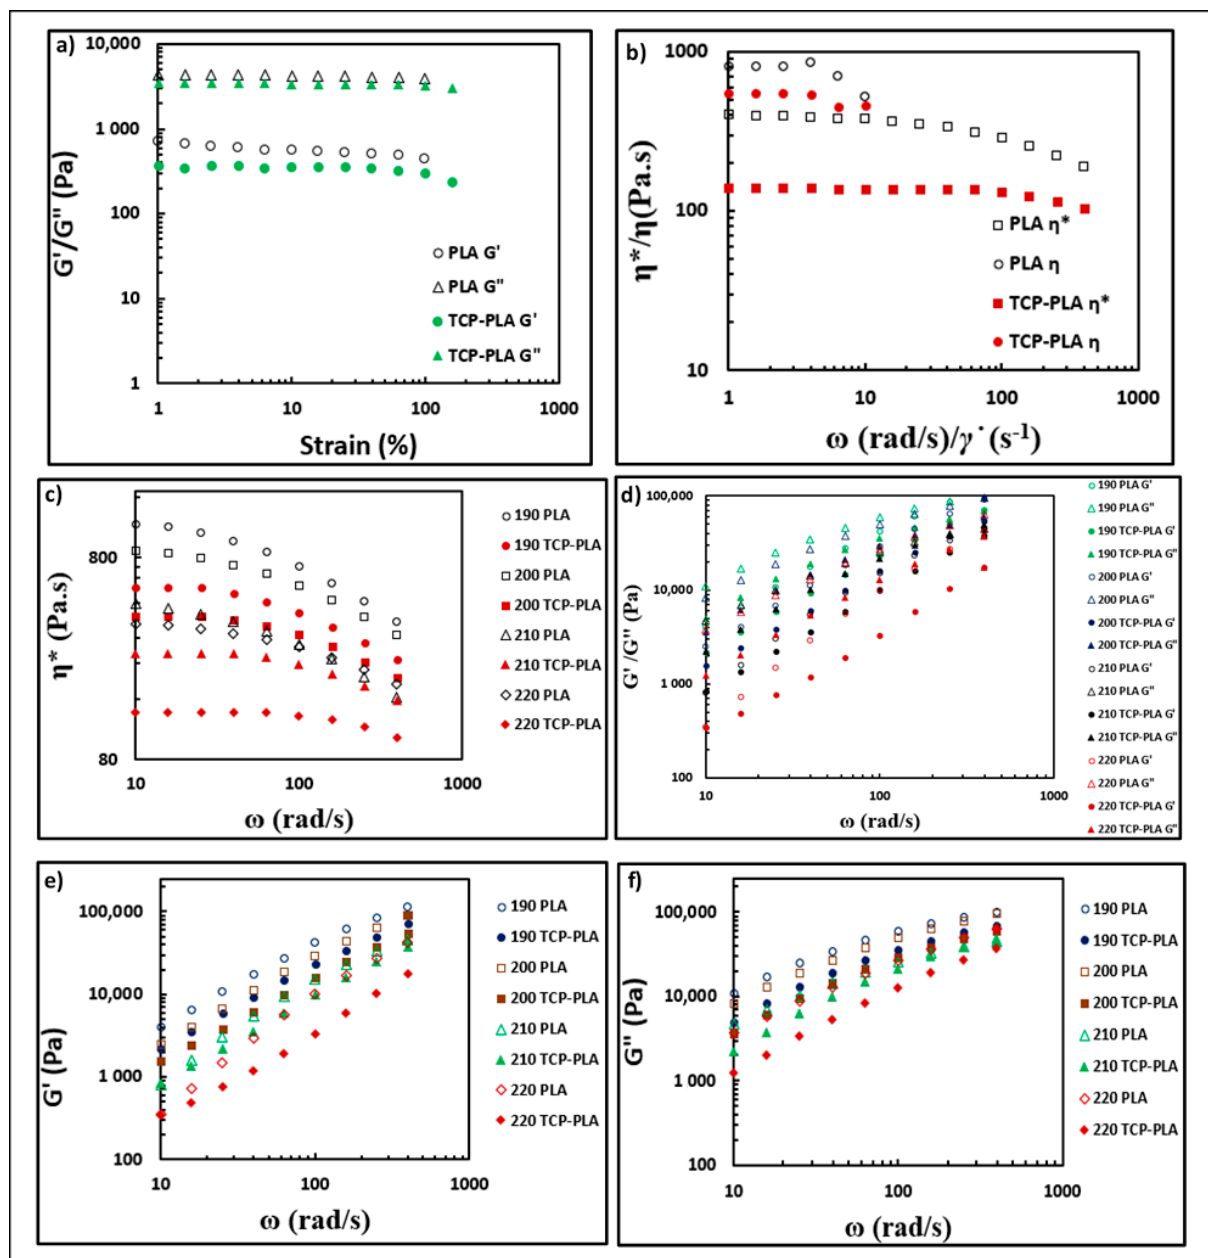 a)
10,000
1 000
100
10
1
G'/G" (Pa)
PLA G'
PLA G"
TCP-PLA G'
TCP-PLA G"
1
10
100
1000
Strain (%)
b)
1000
100
10
η*/η(Pa.s)
PLA η*
PLA η
TCP-PLA η*
TCP-PLA η
1
10
100
1000
ω (rad/s)/γ˙(s-1)
c)
800
80
η* (Pa.s)
190 PLA
190 TCP-PLA
200 PLA
200 TCP-PLA
210 PLA
210 TCP-PLA
220 PLA
220 TCP-PLA
10
100
1000
ω (rad/s)
d)
100,000
10,000
1 000
100
G'/G" (Pa)
190 PLA G'
190 PLA G"
190 TCP-PLA G'
190 TCP-PLA G"
200 PLA G'
200 PLA G"
200 TCP-PLA G'
200 TCP-PLA G"
210 PLA G'
210 PLA G"
210 TCP-PLA G'
210 TCP-PLA G"
220 PLA G'
220 PLA G"
220 TCP-PLA G'
220 TCP-PLA G"
10
100
1000
ω (rad/s)
e)
100,000
10,000
1 000
100
G' (Pa)
190 PLA
190 TCP-PLA
200 PLA
200 TCP-PLA
210 PLA
210 TCP-PLA
220 PLA
220 TCP-PLA
10
100
1000
ω (rad/s)
f)
100,000
10,000
1 000
100
G" (Pa)
190 PLA
190 TCP-PLA
200 PLA
200 TCP-PLA
210 PLA
210 TCP-PLA
220 PLA
220 TCP-PLA
10
100
1000
ω (rad/s)